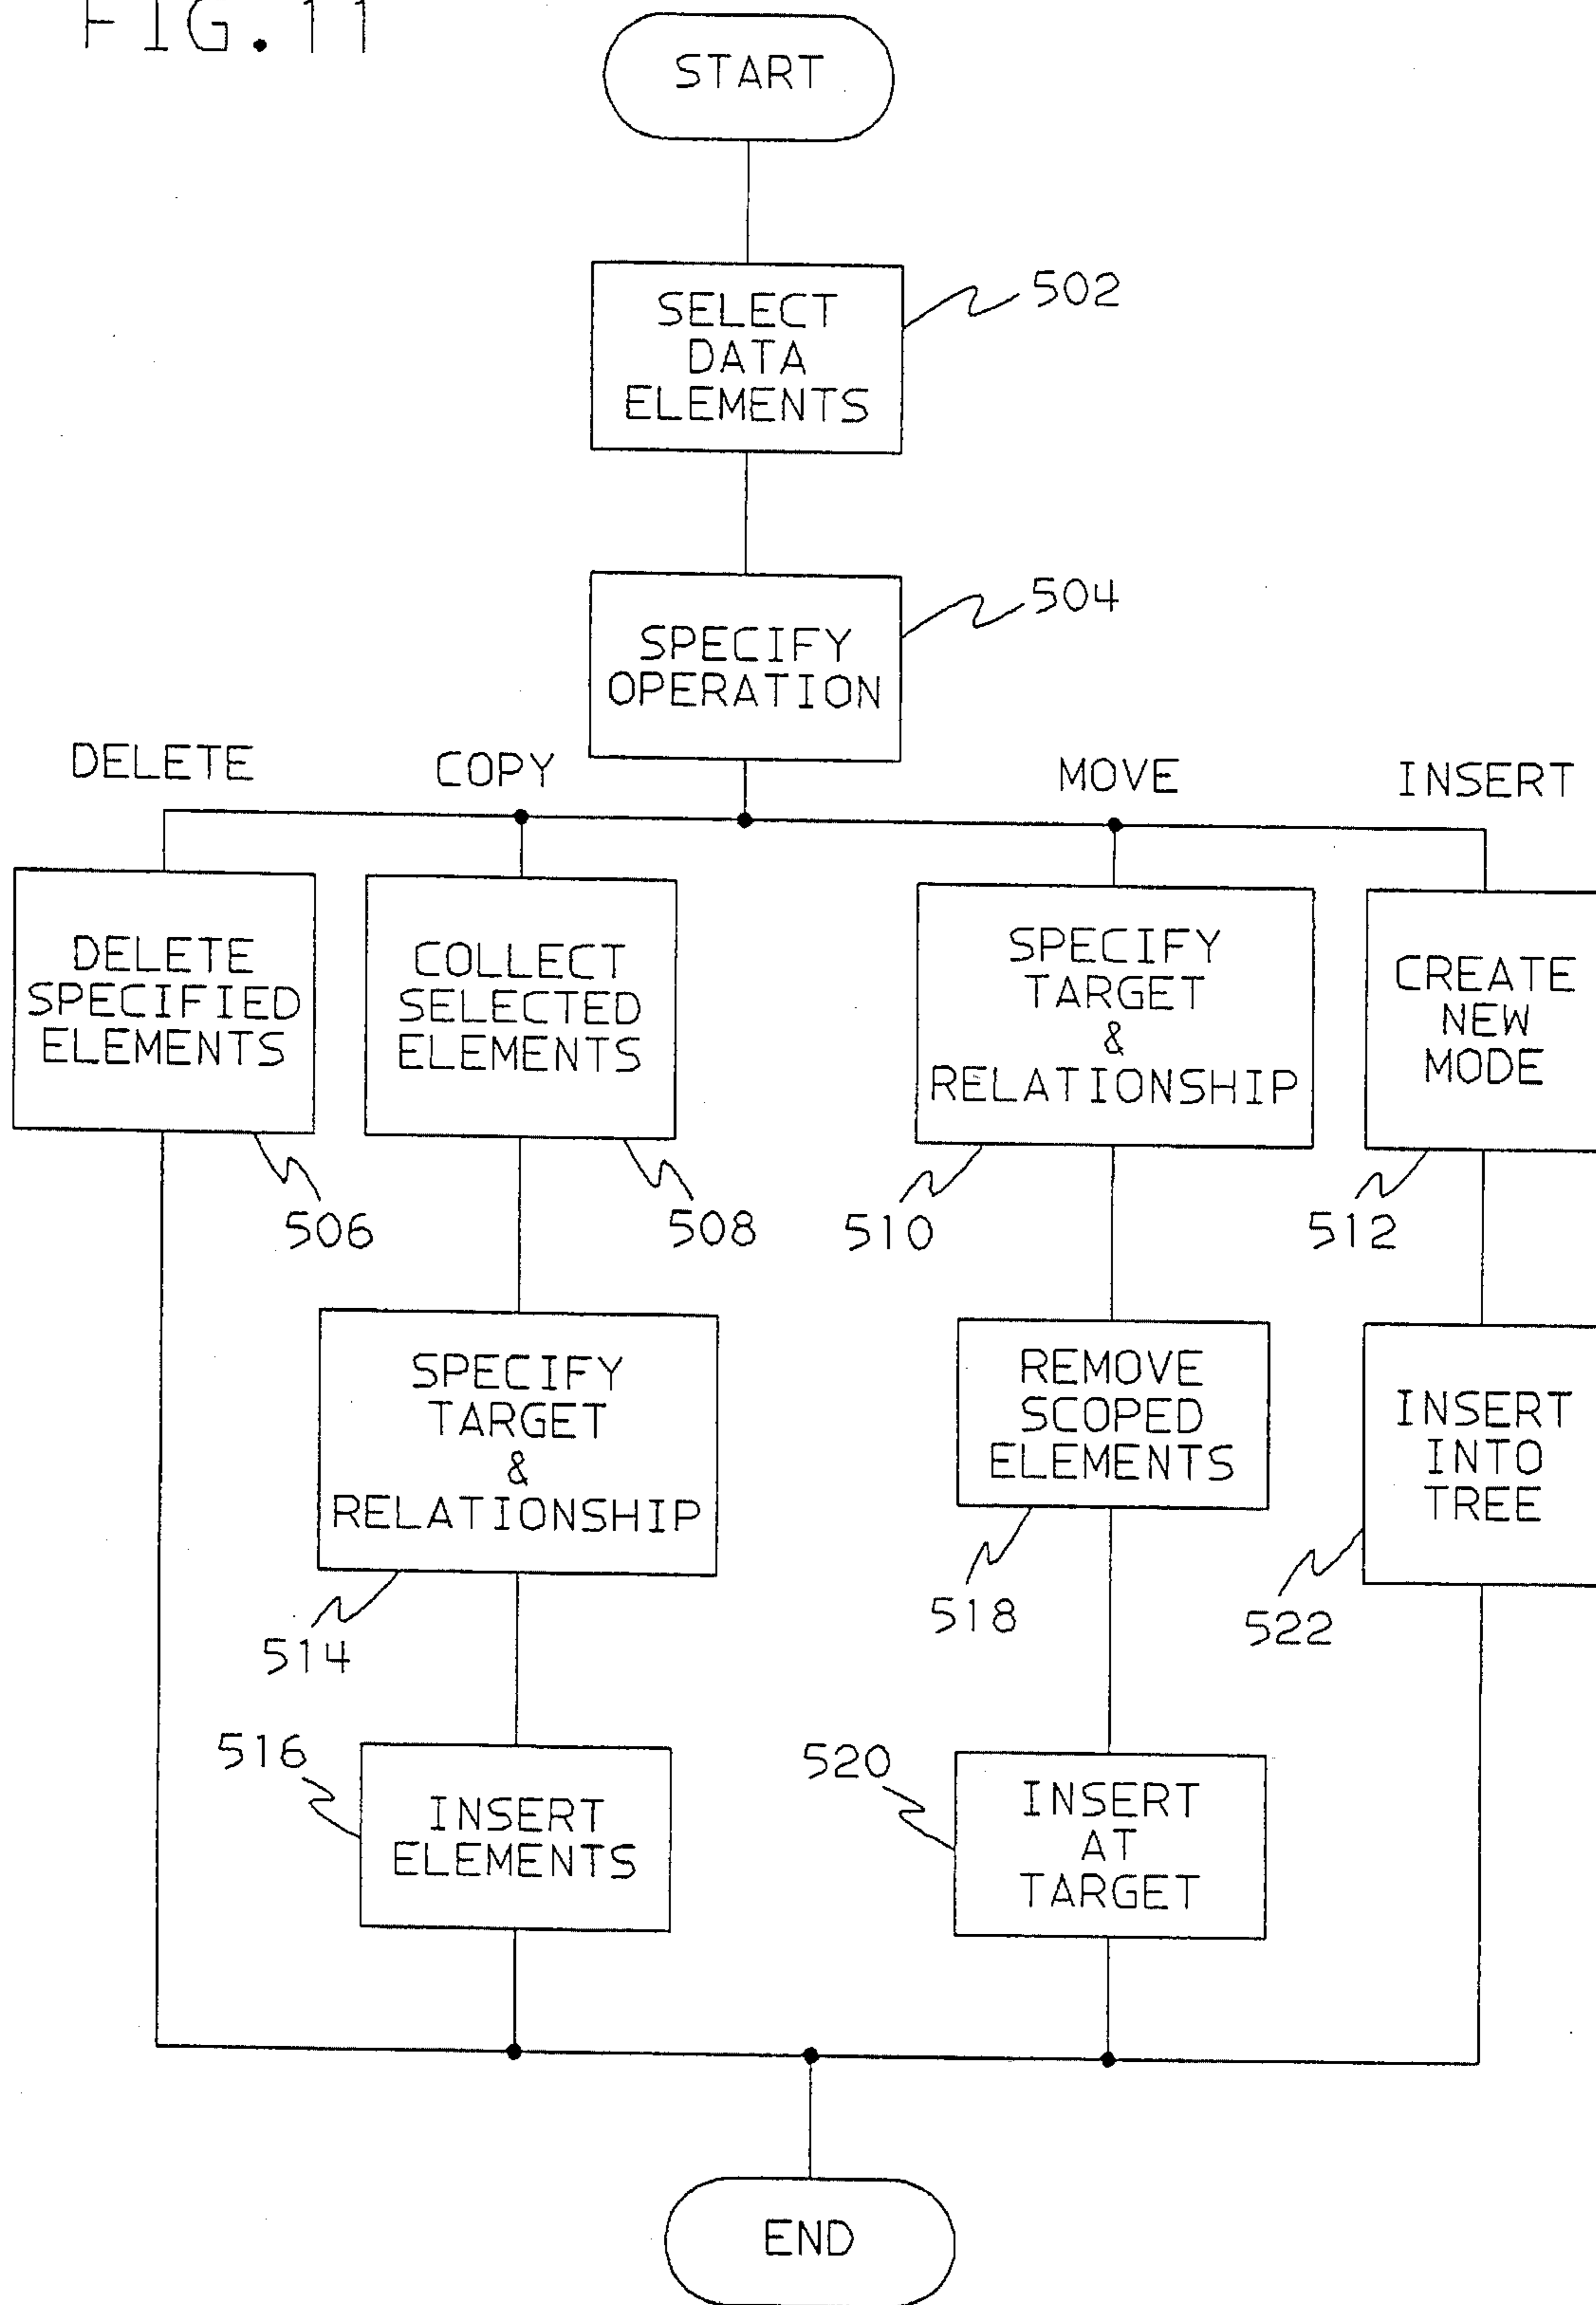 FIG. 11
START
SELECT
DATA
ELEMENTS
502
SPECIFY
OPERATION
504
DELETE
COPY
MOVE
INSERT
DELETE
SPECIFIED
ELEMENTS
506
COLLECT
SELECTED
ELEMENTS
508
SPECIFY
TARGET
&
RELATIONSHIP
510
CREATE
NEW
MODE
512
SPECIFY
TARGET
&
RELATIONSHIP
514
REMOVE
SCOPED
ELEMENTS
518
INSERT
INTO
TREE
522
INSERT
ELEMENTS
516
INSERT
AT
TARGET
520
END